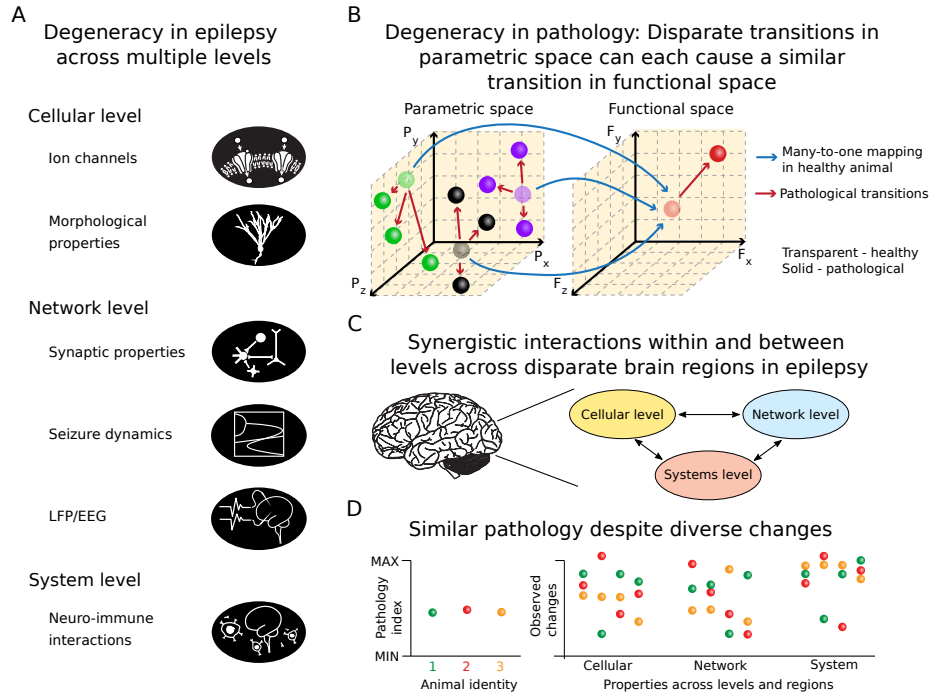 A
Degeneracy in epilepsy
across multiple levels
Cellular level
Ion channels
Morphological
properties
Network level
Synaptic properties
Seizure dynamics
LFP/EEG
System level
Neuro-immune
interactions
B
Degeneracy in pathology: Disparate transitions in
parametric space can each cause a similar
transition in functional space
Parametric space
Functional space
Py
Px
Pz
Fy
Fx
Fz
Many-to-one mapping
in healthy animal
Pathological transitions
Transparent - healthy
Solid - pathological
C
Synergistic interactions within and between
levels across disparate brain regions in epilepsy
Cellular level
Network level
Systems level
D
Similar pathology despite diverse changes
MAX
Pathology
index
MIN
1 2 3
Animal identity
Observed
changes
Cellular Network System
Properties across levels and regions